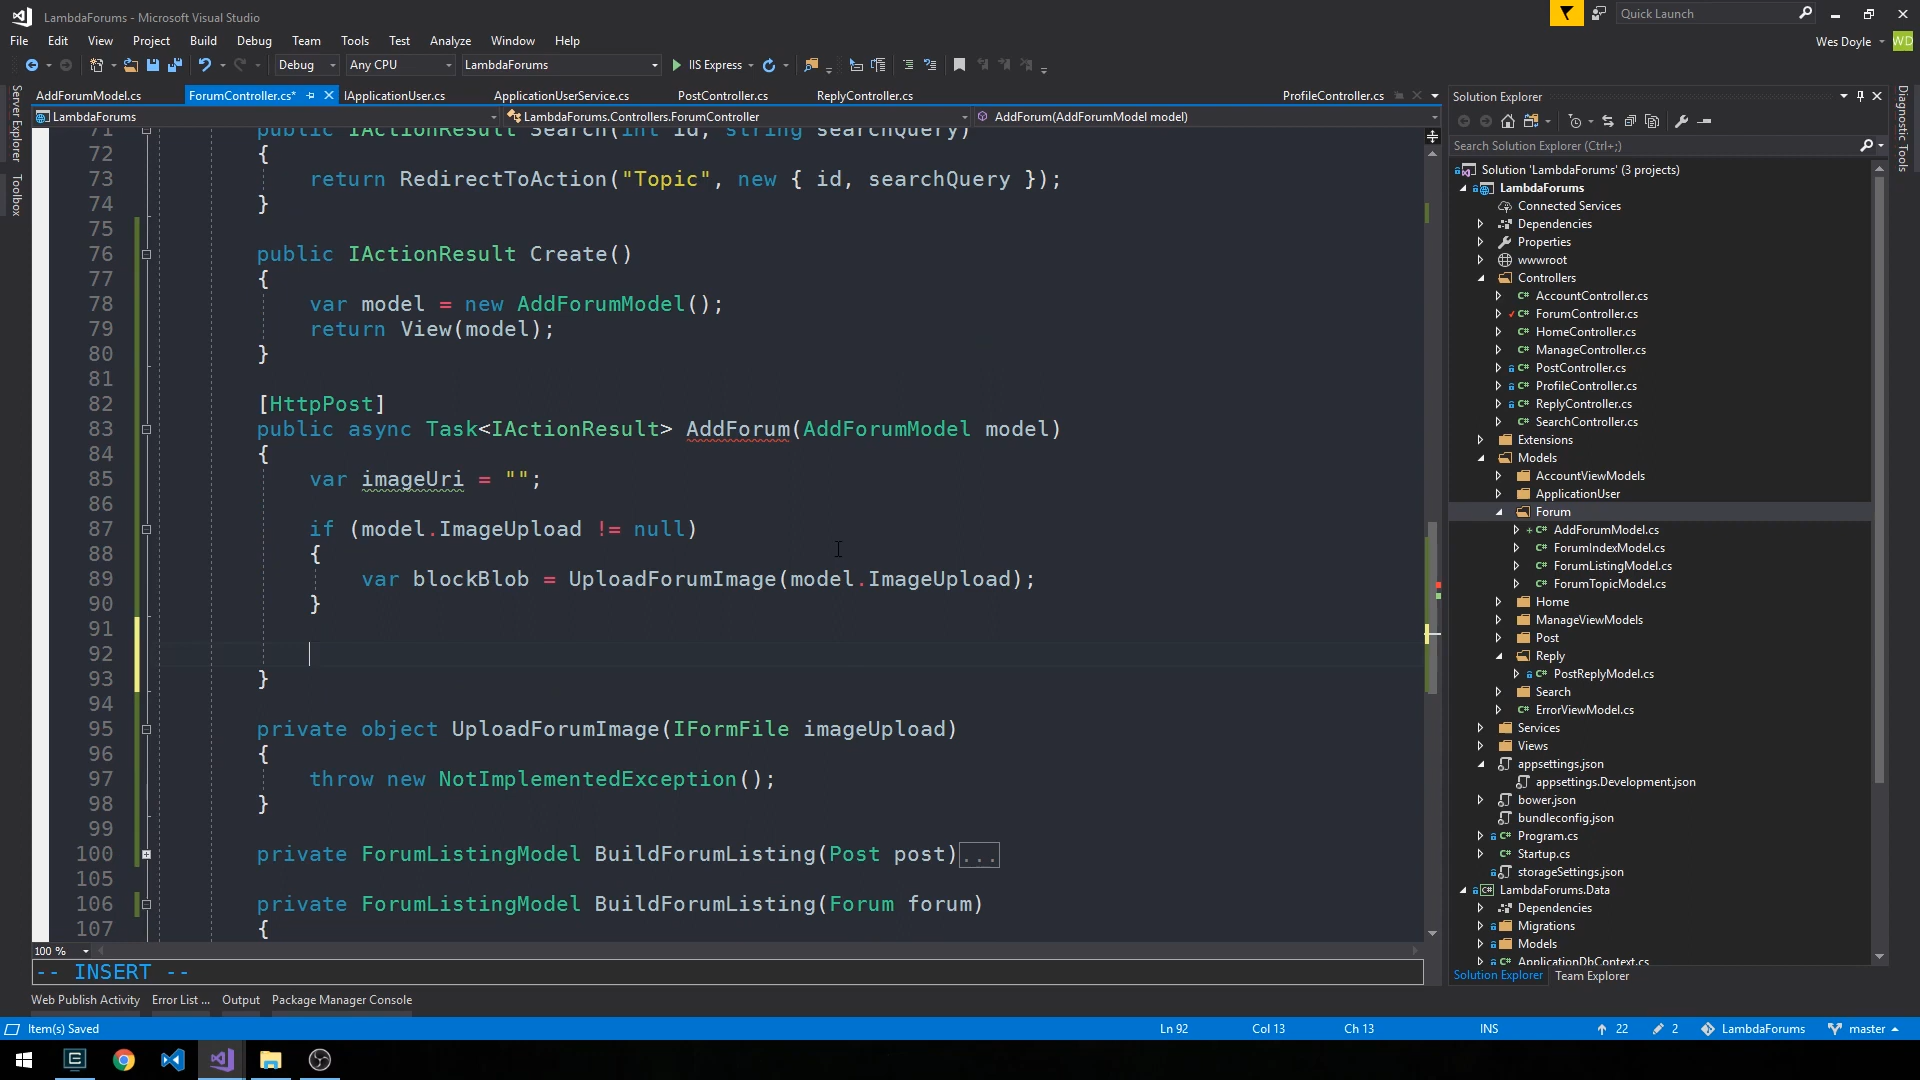 LambdaForums - Microsoft Visual Studio
Quick Launch
File Edit View Project Build Debug Team Tools Test Analyze Window Help
Wes Doyle
WD
Debug
Any CPU
LambdaForums
IIS Express
AddForumModel.cs
ForumController.cs*
IApplicationUser.cs
ApplicationUserService.cs
PostController.cs
ReplyController.cs
ProfileController.cs
LambdaForums
LambdaForums.Controllers.ForumController
AddForum(AddForumModel model)
Server Explorer
Toolbox
71 public IActionResult Search(int id, string searchQuery)
72 {
73 return RedirectToAction("Topic", new { id, searchQuery });
74 }
75
76 public IActionResult Create()
77 {
78 var model = new AddForumModel();
79 return View(model);
80 }
81
82 [HttpPost]
83 public async Task<IActionResult> AddForum(AddForumModel model)
84 {
85 var imageUri = "";
86
87 if (model.ImageUpload != null)
88 {
89 var blockBlob = UploadForumImage(model.ImageUpload);
90 }
91
92
93 }
94
95 private object UploadForumImage(IFormFile imageUpload)
96 {
97 throw new NotImplementedException();
98 }
99
100 private ForumListingModel BuildForumListing(Post post)...
105
106 private ForumListingModel BuildForumListing(Forum forum)
107 {
100 %
-- INSERT --
Web Publish Activity
Error List ...
Output
Package Manager Console
Solution Explorer
Search Solution Explorer (Ctrl+;)
Solution 'LambdaForums' (3 projects)
LambdaForums
Connected Services
Dependencies
Properties
wwwroot
Controllers
C# AccountController.cs
C# ForumController.cs
C# HomeController.cs
C# ManageController.cs
C# PostController.cs
C# ProfileController.cs
C# ReplyController.cs
C# SearchController.cs
Extensions
Models
AccountViewModels
ApplicationUser
Forum
C# AddForumModel.cs
C# ForumIndexModel.cs
C# ForumListingModel.cs
C# ForumTopicModel.cs
Home
ManageViewModels
Post
Reply
C# PostReplyModel.cs
Search
C# ErrorViewModel.cs
Services
Views
appsettings.json
appsettings.Development.json
bower.json
bundleconfig.json
C# Program.cs
C# Startup.cs
storageSettings.json
LambdaForums.Data
Dependencies
Migrations
Models
C# ApplicationDbContext.cs
Solution Explorer
Team Explorer
Diagnostic Tools
Item(s) Saved
Ln 92
Col 13
Ch 13
INS
22
2
LambdaForums
master